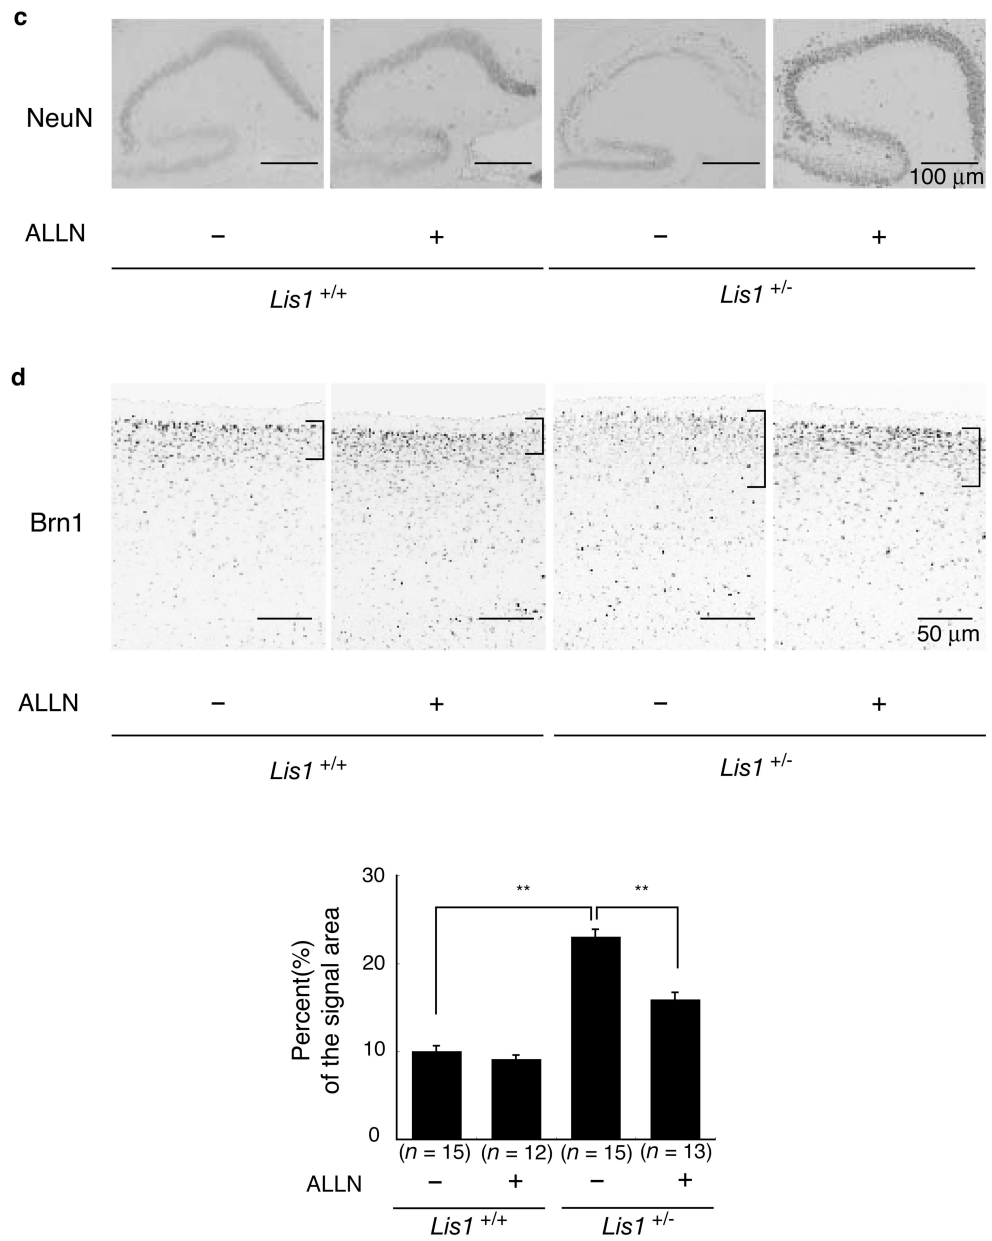 c
NeuN
100 μm
ALLN − + − +
Lis1 +/+ Lis1 +/-
d
Brn1
50 μm
ALLN − + − +
Lis1 +/+ Lis1 +/-
Percent(%)
of the signal area
30
20
10
0
** **
(n = 15) (n = 12) (n = 15) (n = 13)
ALLN − + − +
Lis1 +/+ Lis1 +/-